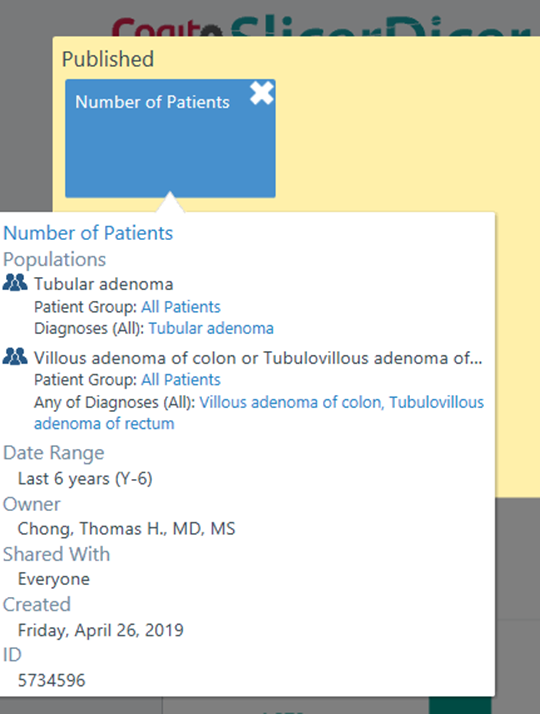 Cogito SlicerDicer
Published
Number of Patients
Number of Patients
Populations
Tubular adenoma
Patient Group: All Patients
Diagnoses (All): Tubular adenoma
Villous adenoma of colon or Tubulovillous adenoma of...
Patient Group: All Patients
Any of Diagnoses (All): Villous adenoma of colon, Tubulovillous
adenoma of rectum
Date Range
Last 6 years (Y-6)
Owner
Chong, Thomas H., MD, MS
Shared With
Everyone
Created
Friday, April 26, 2019
ID
5734596